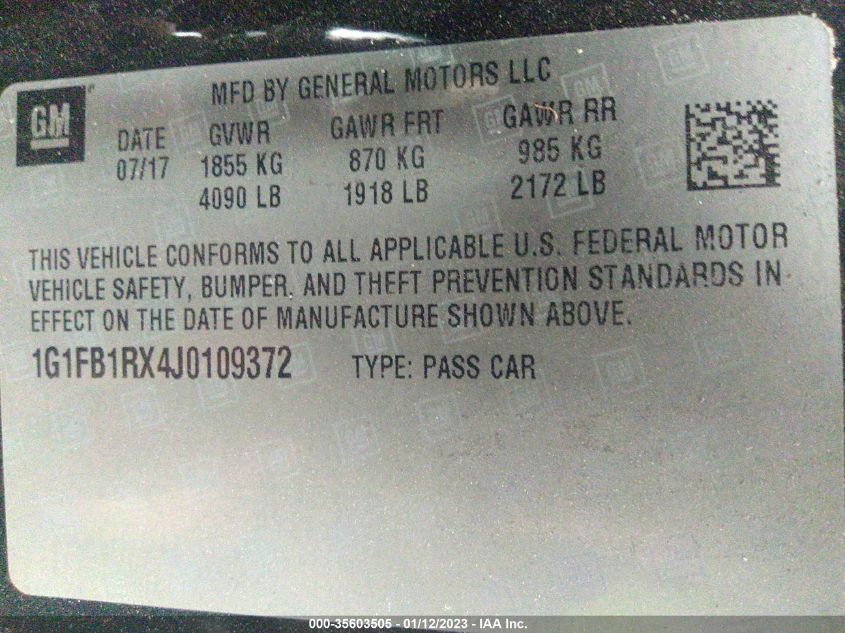 MFD BY GENERAL MOTORS LLC
GM
DATE GVWR GAWR FRT GAWR RR
07/17 1855 KG 870 KG 985 KG
4090 LB 1918 LB 2172 LB
THIS VEHICLE CONFORMS TO ALL APPLICABLE U.S. FEDERAL MOTOR
VEHICLE SAFETY, BUMPER, AND THEFT PREVENTION STANDARDS IN
EFFECT ON THE DATE OF MANUFACTURE SHOWN ABOVE.
1G1FB1RX4J0109372 TYPE: PASS CAR
000-35603505 - 01/12/2023 - IAA Inc.